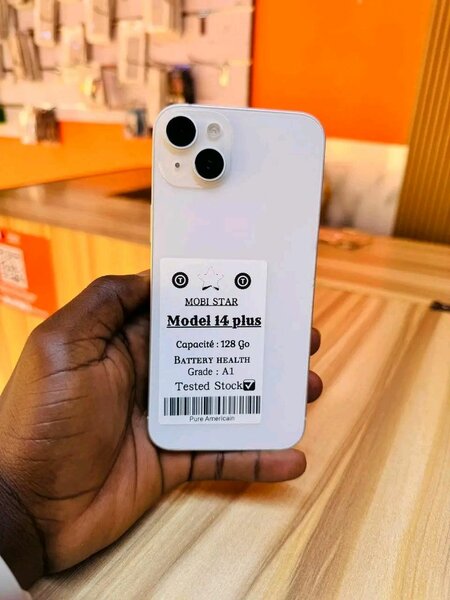 T
T
MOBI STAR
Model 14 plus
Capacité : 128 Go
BATTERY HEALTH
Grade : A1
Tested Stock
Pure Americain